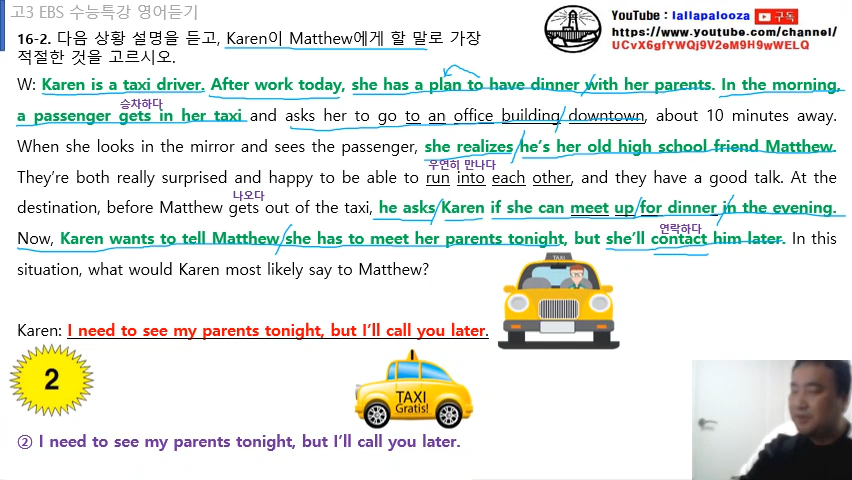 고3 EBS 수능특강 영어듣기
YouTube : lallapalooza 구독
https://www.youtube.com/channel/
UCvX6gfYWQj9V2eM9H9wWELQ
16-2. 다음 상황 설명을 듣고, Karen이 Matthew에게 할 말로 가장
적절한 것을 고르시오.
W: Karen is a taxi driver. After work today, she has a plan to have dinner with her parents. In the morning,
승차하다
a passenger gets in her taxi and asks her to go to an office building downtown, about 10 minutes away.
When she looks in the mirror and sees the passenger, she realizes he's her old high school friend Matthew.
우연히 만나다
They're both really surprised and happy to be able to run into each other, and they have a good talk. At the
나오다
destination, before Matthew gets out of the taxi, he asks Karen if she can meet up for dinner in the evening.
연락하다
Now, Karen wants to tell Matthew she has to meet her parents tonight, but she'll contact him later. In this
situation, what would Karen most likely say to Matthew?
TAXI
Karen: I need to see my parents tonight, but I'll call you later.
2
TAXI
Gratis!
② I need to see my parents tonight, but I'll call you later.